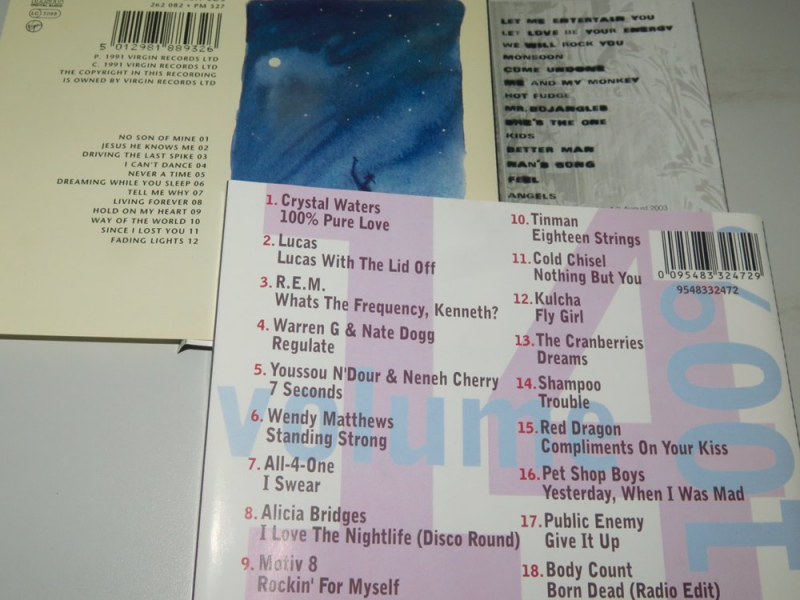 262 082 • PM 527
5 012981 889326
P. 1991 VIRGIN RECORDS LTD
C. 1991 VIRGIN RECORDS LTD
THE COPYRIGHT IN THIS RECORDING
IS OWNED BY VIRGIN RECORDS LTD
NO SON OF MINE 01
JESUS HE KNOWS ME 02
DRIVING THE LAST SPIKE 03
I CAN'T DANCE 04
NEVER A TIME 05
DREAMING WHILE YOU SLEEP 06
TELL ME WHY 07
LIVING FOREVER 08
HOLD ON MY HEART 09
WAY OF THE WORLD 10
SINCE I LOST YOU 11
FADING LIGHTS 12
LET ME ENTERTAIN YOU
LET LOVE BE YOUR ENERGY
WE WILL ROCK YOU
MONSOON
COME UNDONE
ME AND MY MONKEY
HOT FUDGE
MR. BOJANGLES
SHE'S THE ONE
KIDS
BETTER MAN
NAN'S SONG
FEEL
ANGELS
August 2003
1. Crystal Waters
100% Pure Love
2. Lucas
Lucas With The Lid Off
3. R.E.M.
Whats The Frequency, Kenneth?
4. Warren G & Nate Dogg
Regulate
5. Youssou N'Dour & Neneh Cherry
7 Seconds
6. Wendy Matthews
Standing Strong
7. All-4-One
I Swear
8. Alicia Bridges
I Love The Nightlife (Disco Round)
9. Motiv 8
Rockin' For Myself
10. Tinman
Eighteen Strings
11. Cold Chisel
Nothing But You
12. Kulcha
Fly Girl
13. The Cranberries
Dreams
14. Shampoo
Trouble
15. Red Dragon
Compliments On Your Kiss
16. Pet Shop Boys
Yesterday, When I Was Mad
17. Public Enemy
Give It Up
18. Body Count
Born Dead (Radio Edit)
0 095483 324729
9548332472
volume
14
100%